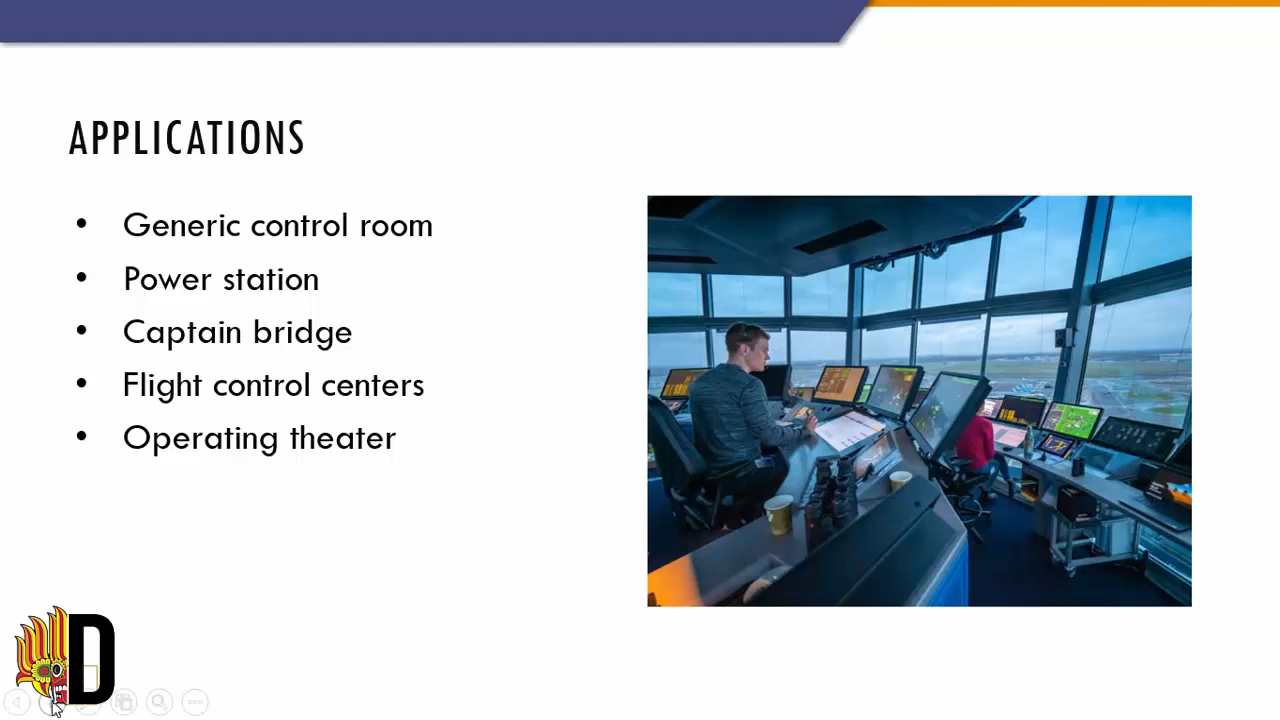 APPLICATIONS
• Generic control room
• Power station
• Captain bridge
• Flight control centers
• Operating theater
D